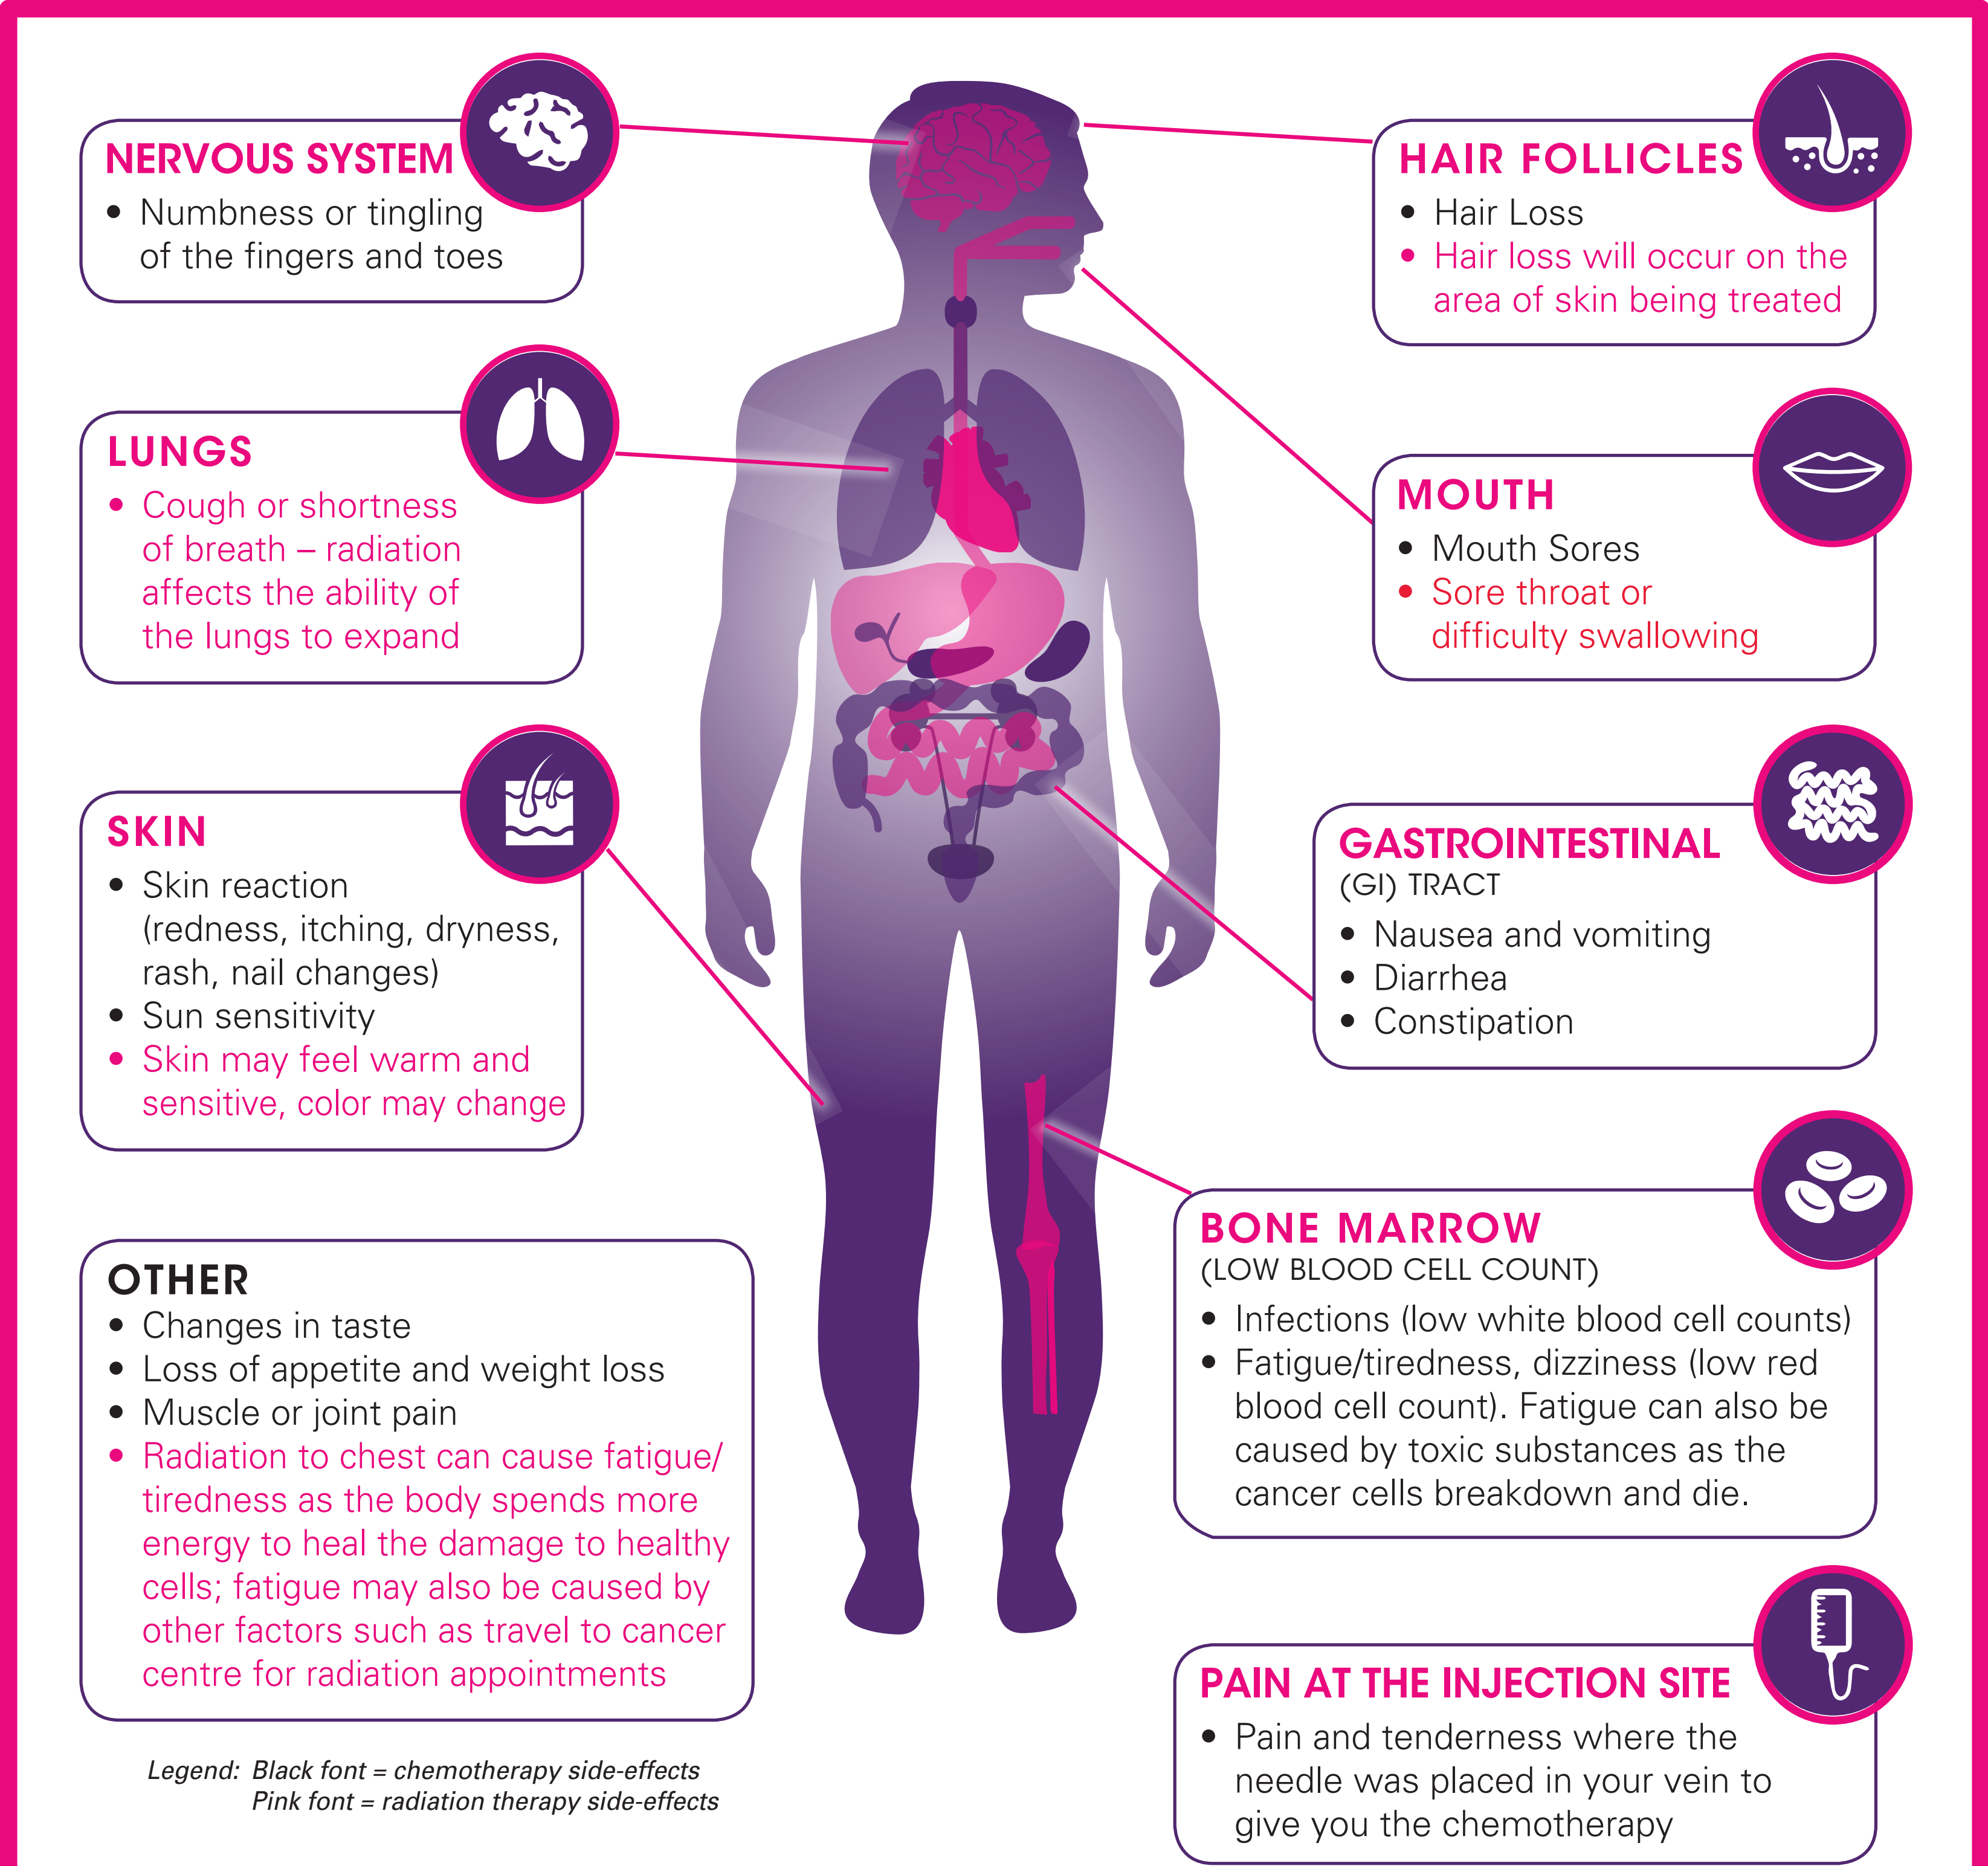 NERVOUS SYSTEM
• Numbness or tingling
of the fingers and toes
LUNGS
• Cough or shortness
of breath – radiation
affects the ability of
the lungs to expand
SKIN
• Skin reaction
(redness, itching, dryness,
rash, nail changes)
• Sun sensitivity
• Skin may feel warm and
sensitive, color may change
OTHER
• Changes in taste
• Loss of appetite and weight loss
• Muscle or joint pain
• Radiation to chest can cause fatigue/
tiredness as the body spends more
energy to heal the damage to healthy
cells; fatigue may also be caused by
other factors such as travel to cancer
centre for radiation appointments
Legend: Black font = chemotherapy side-effects
Pink font = radiation therapy side-effects
HAIR FOLLICLES
• Hair Loss
• Hair loss will occur on the
area of skin being treated
MOUTH
• Mouth Sores
• Sore throat or
difficulty swallowing
GASTROINTESTINAL
(GI) TRACT
• Nausea and vomiting
• Diarrhea
• Constipation
BONE MARROW
(LOW BLOOD CELL COUNT)
• Infections (low white blood cell counts)
• Fatigue/tiredness, dizziness (low red
blood cell count). Fatigue can also be
caused by toxic substances as the
cancer cells breakdown and die.
PAIN AT THE INJECTION SITE
• Pain and tenderness where the
needle was placed in your vein to
give you the chemotherapy